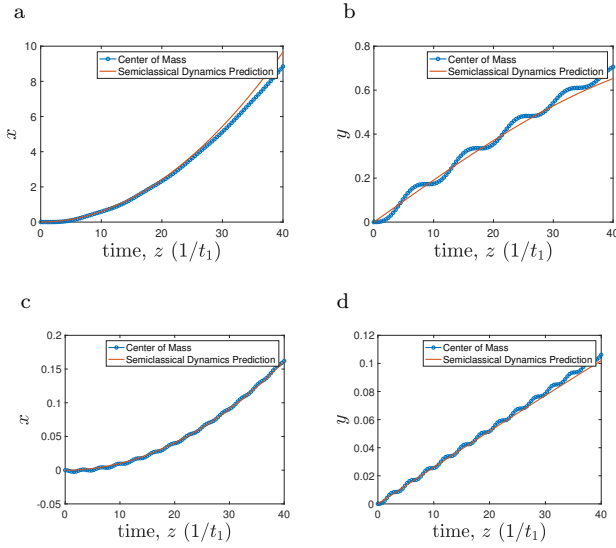 a
b
Center of Mass
Semiclassical Dynamics Prediction
10
8
6
4
2
0
x
0 10 20 30 40
time, z (1/t₁)
Center of Mass
Semiclassical Dynamics Prediction
0.8
0.6
0.4
0.2
0
y
0 10 20 30 40
time, z (1/t₁)
c
d
Center of Mass
Semiclassical Dynamics Prediction
0.2
0.15
0.1
0.05
0
-0.05
x
0 10 20 30 40
time, z (1/t₁)
Center of Mass
Semiclassical Dynamics Prediction
0.12
0.1
0.08
0.06
0.04
0.02
0
y
0 10 20 30 40
time, z (1/t₁)